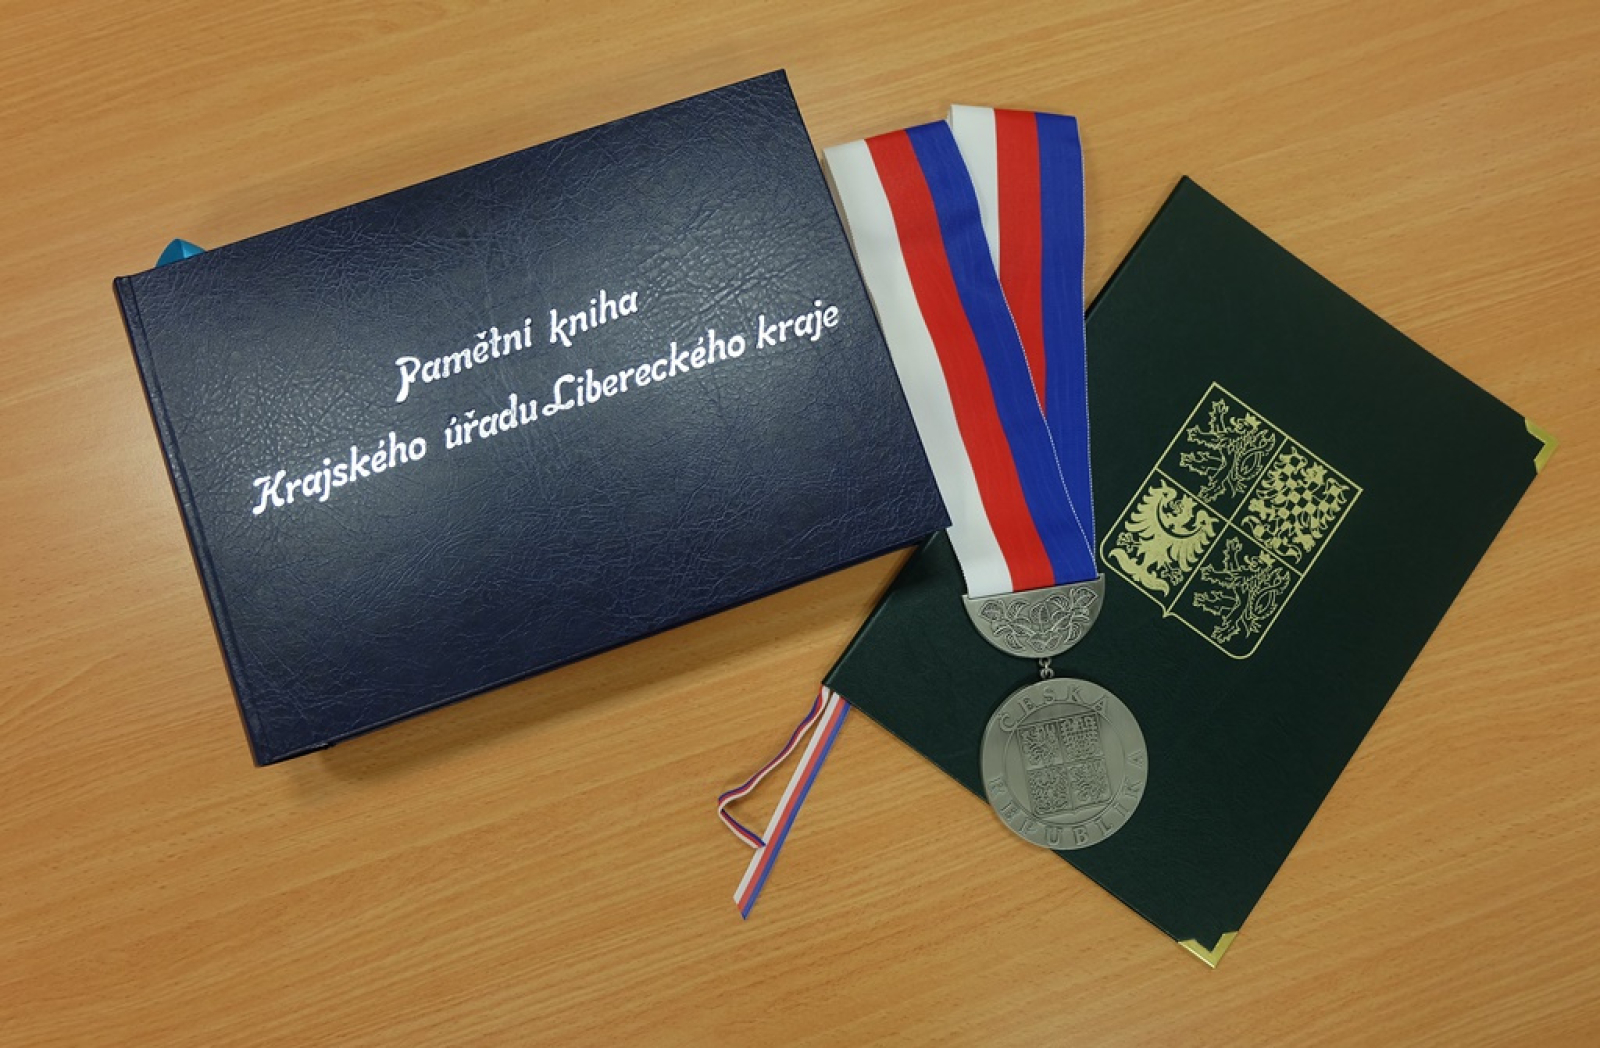 Pamětní kniha
Krajského úřadu Libereckého kraje
ČESKÁ
REPUBLIKA